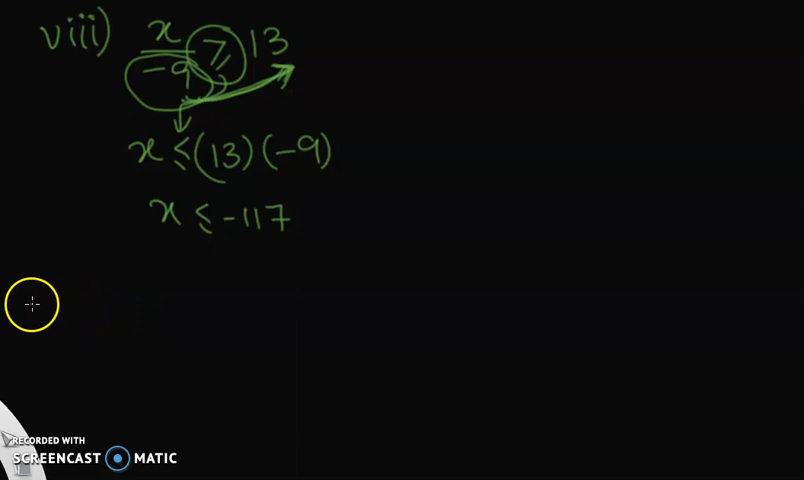 viii) x/-9 ≥ 13
x ≤ (13)(-9)
x ≤ -117
RECORDED WITH
SCREENCAST MATIC